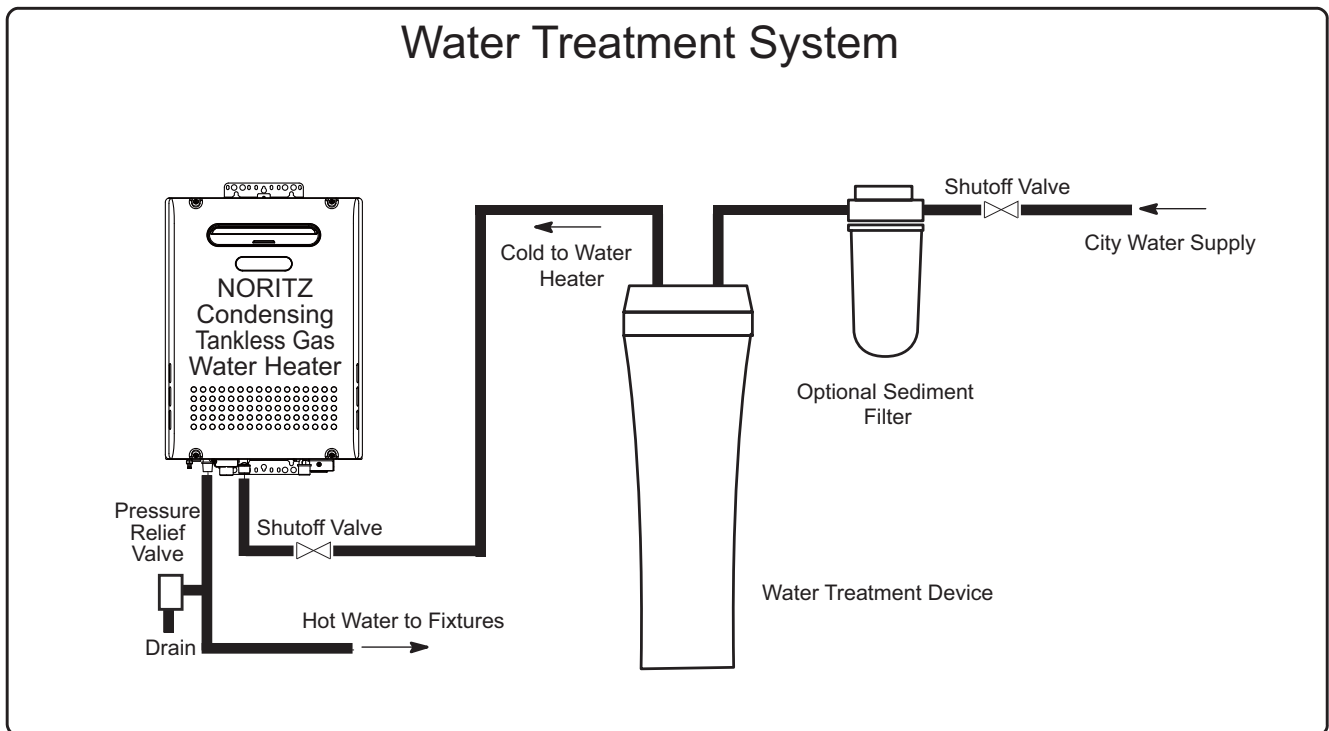 Water Treatment System
Shutoff Valve
City Water Supply
Cold to Water
Heater
NORITZ
Condensing
Tankless Gas
Water Heater
Optional Sediment
Filter
Pressure
Relief
Valve
Shutoff Valve
Water Treatment Device
Hot Water to Fixtures
Drain